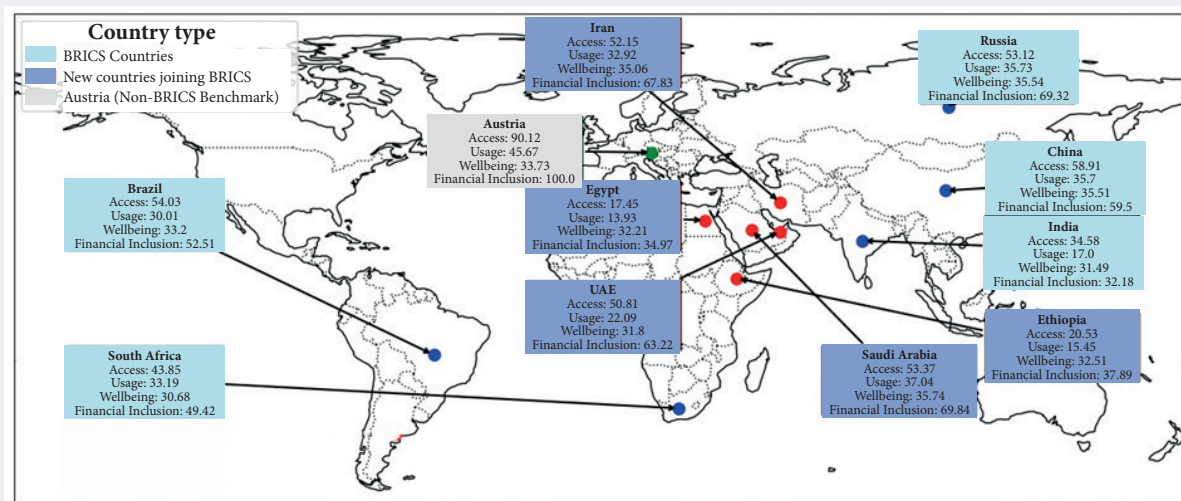 Country type
BRICS Countries
New countries joining BRICS
Austria (Non-BRICS Benchmark)
Iran
Access: 52.15
Usage: 32.92
Wellbeing: 35.06
Financial Inclusion: 67.83
Russia
Access: 53.12
Usage: 35.73
Wellbeing: 35.54
Financial Inclusion: 69.32
Austria
Access: 90.12
Usage: 45.67
Wellbeing: 33.73
Financial Inclusion: 100.0
China
Access: 58.91
Usage: 35.7
Wellbeing: 35.51
Financial Inclusion: 59.5
Brazil
Access: 54.03
Usage: 30.01
Wellbeing: 33.2
Financial Inclusion: 52.51
Egypt
Access: 17.45
Usage: 13.93
Wellbeing: 32.21
Financial Inclusion: 34.97
India
Access: 34.58
Usage: 17.0
Wellbeing: 31.49
Financial Inclusion: 32.18
UAE
Access: 50.81
Usage: 22.09
Wellbeing: 31.8
Financial Inclusion: 63.22
Ethiopia
Access: 20.53
Usage: 15.45
Wellbeing: 32.51
Financial Inclusion: 37.89
South Africa
Access: 43.85
Usage: 33.19
Wellbeing: 30.68
Financial Inclusion: 49.42
Saudi Arabia
Access: 53.37
Usage: 37.04
Wellbeing: 35.74
Financial Inclusion: 69.84